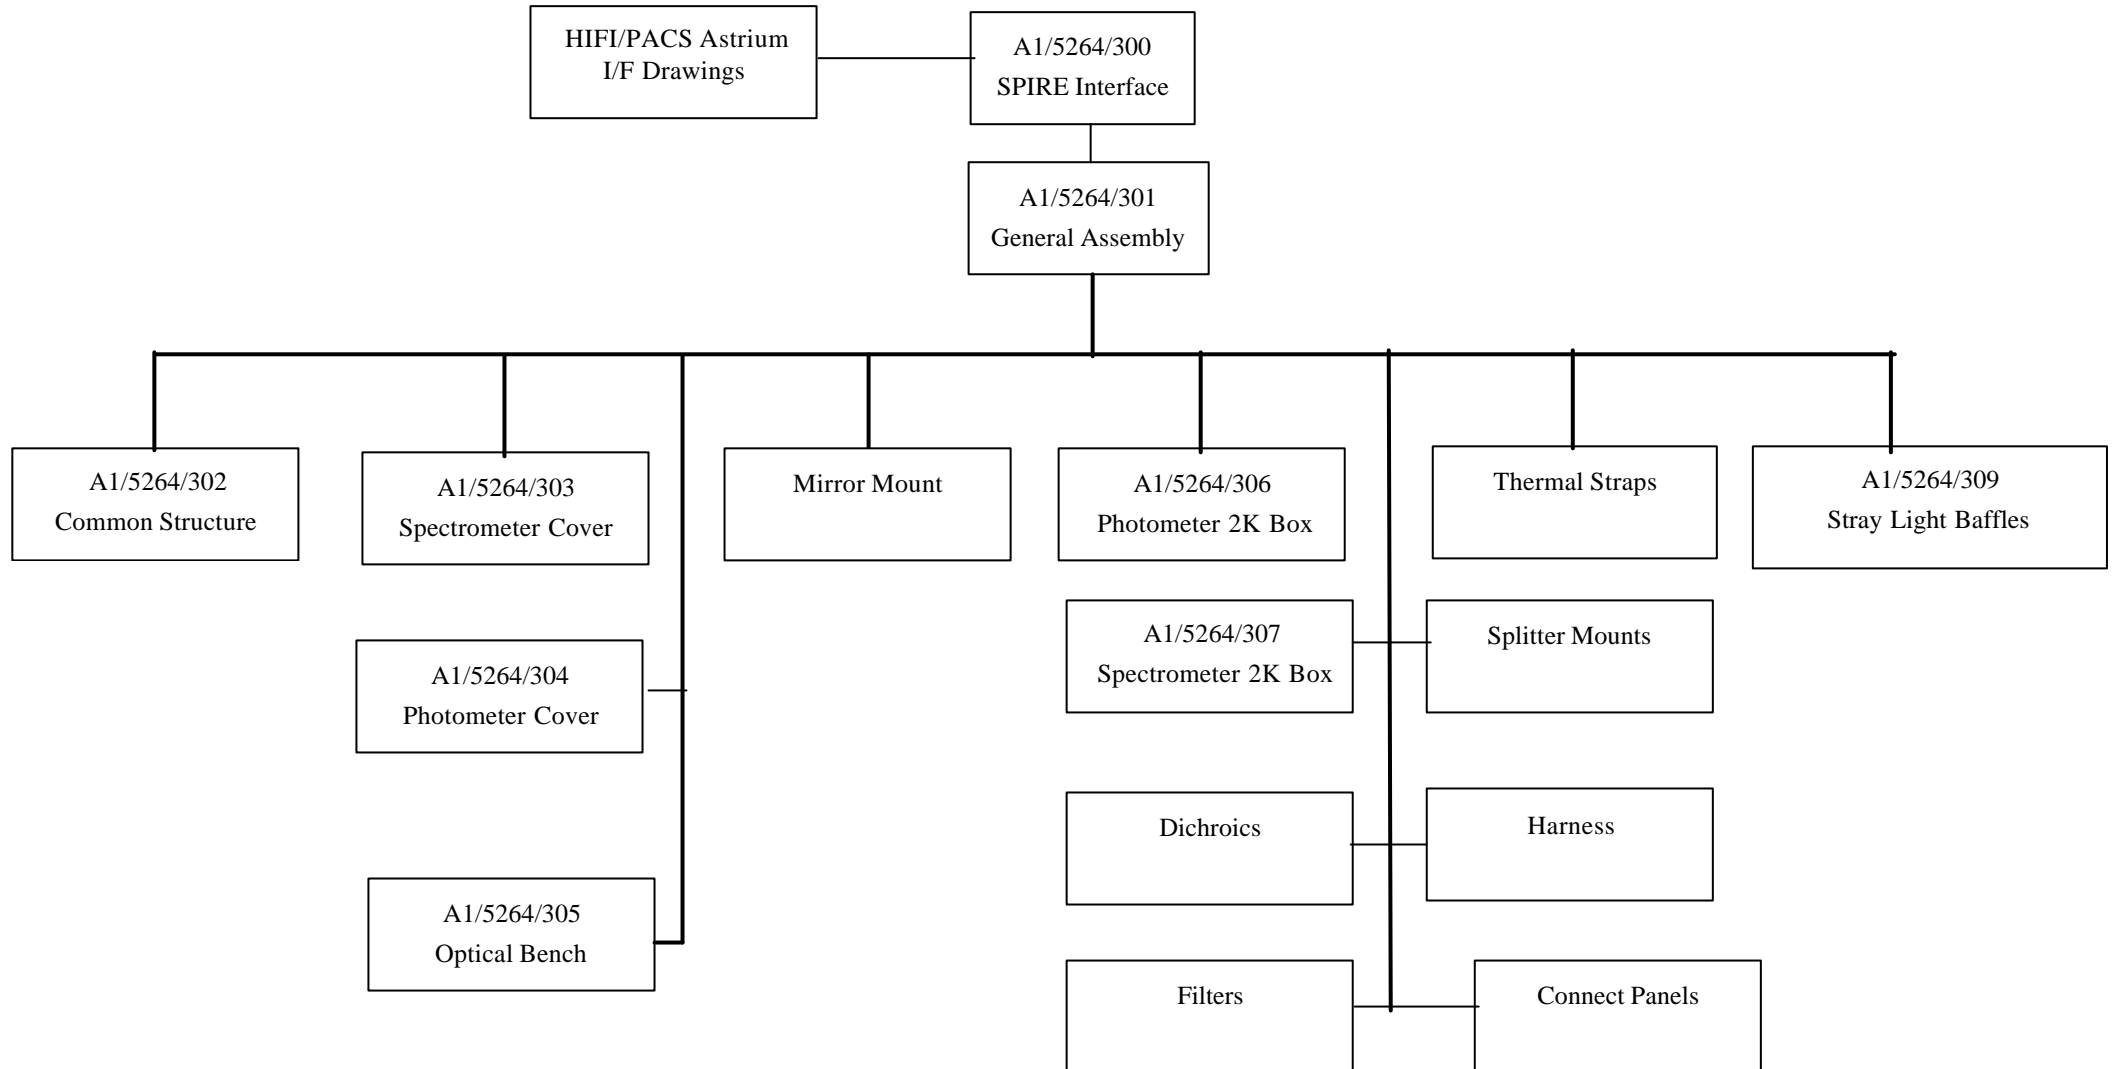 HIFI/PACS Astrium
I/F Drawings
A1/5264/300
SPIRE Interface
A1/5264/301
General Assembly
A1/5264/302
Common Structure
A1/5264/303
Spectrometer Cover
Mirror Mount
A1/5264/306
Photometer 2K Box
Thermal Straps
A1/5264/309
Stray Light Baffles
A1/5264/304
Photometer Cover
A1/5264/307
Spectrometer 2K Box
Splitter Mounts
Dichroics
Harness
A1/5264/305
Optical Bench
Filters
Connect Panels